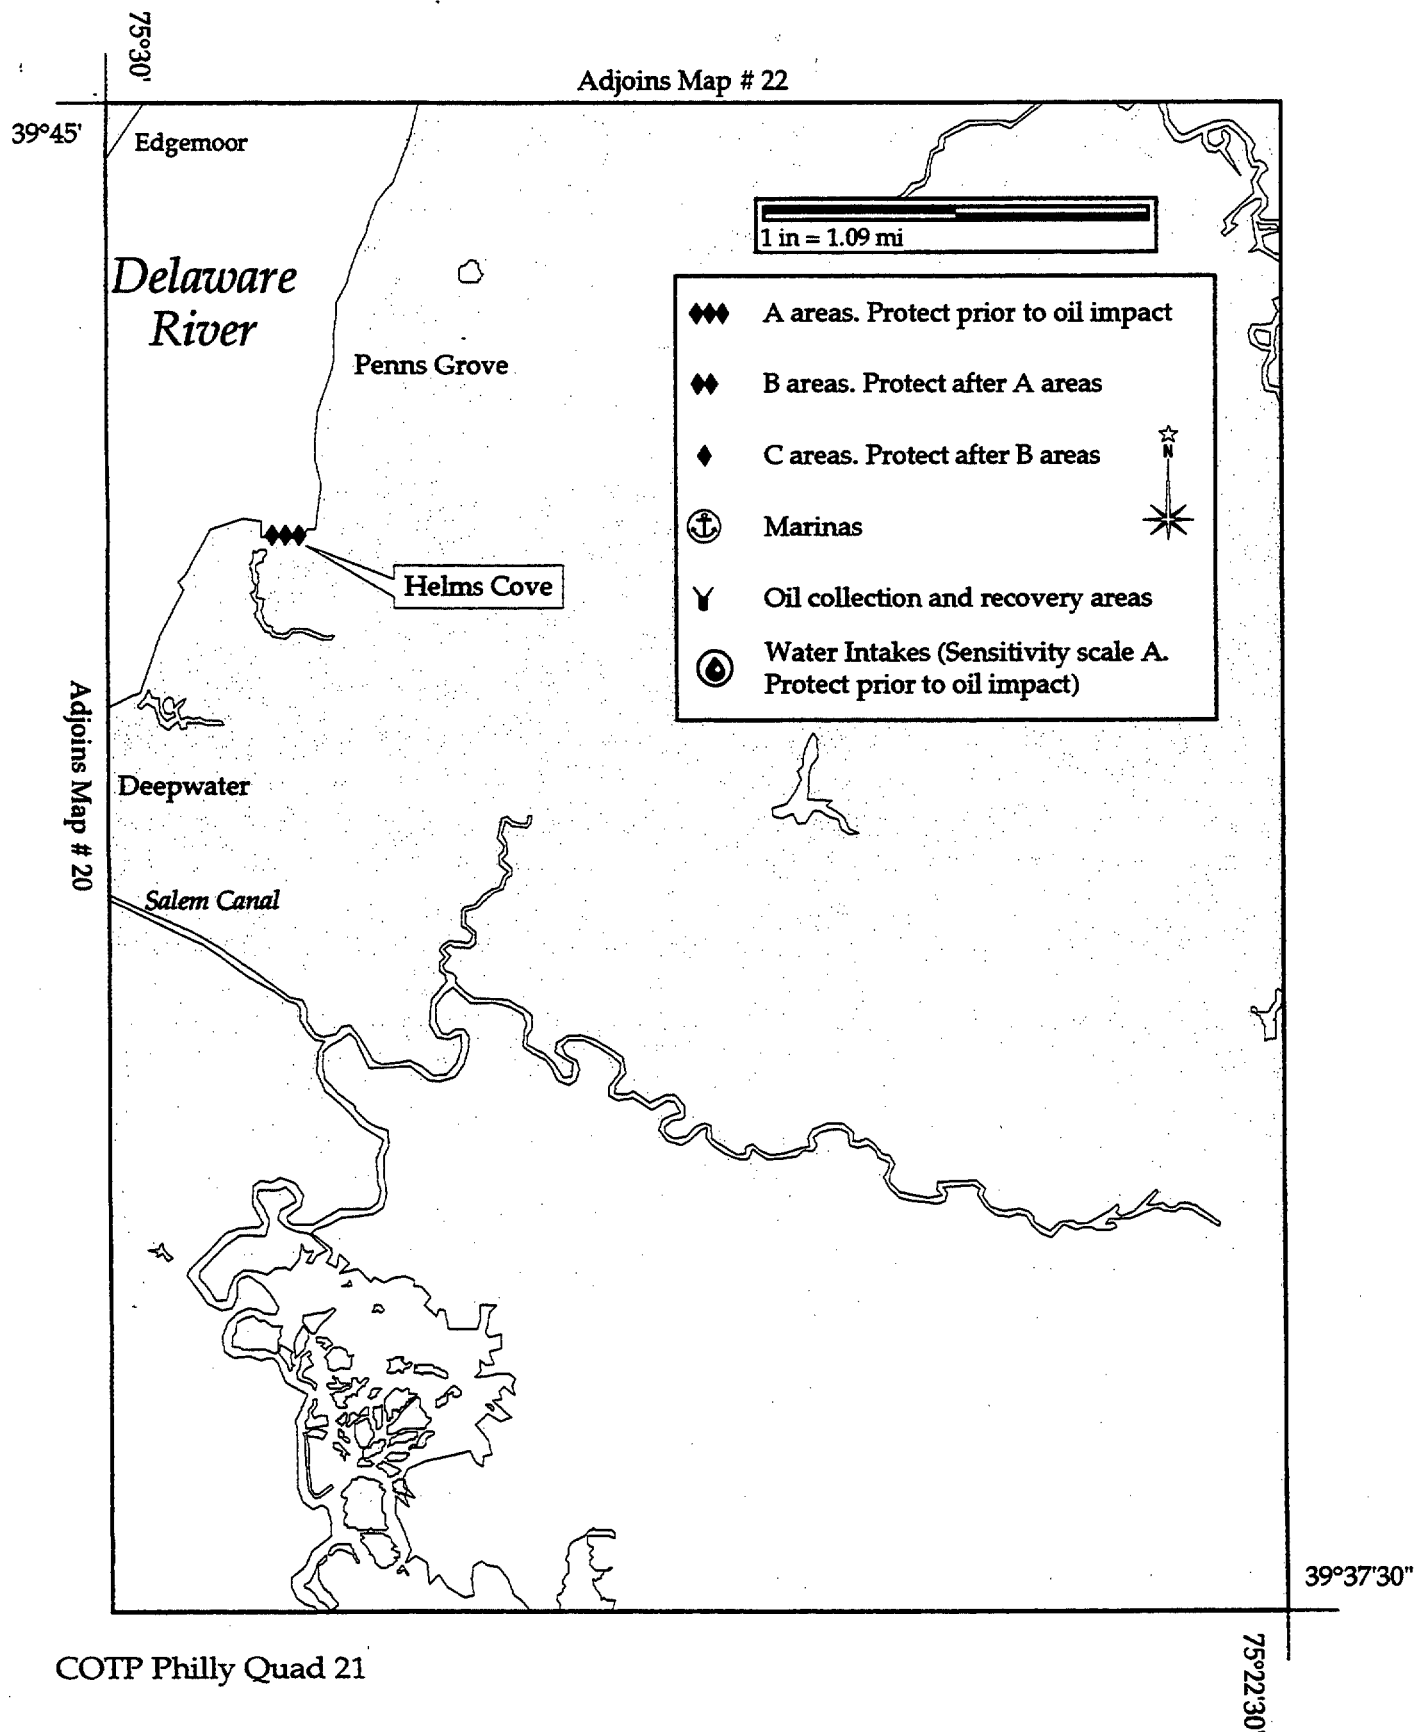 75°30'
Adjoins Map # 22
39°45'
Edgemoor
1 in = 1.09 mi
Delaware
River
A areas. Protect prior to oil impact
Penns Grove
B areas. Protect after A areas
C areas. Protect after B areas
N
Marinas
Helms Cove
Oil collection and recovery areas
Water Intakes (Sensitivity scale A.
Protect prior to oil impact)
Adjoins Map # 20
Deepwater
Salem Canal
39°37'30"
COTP Philly Quad 21
75°22'30"